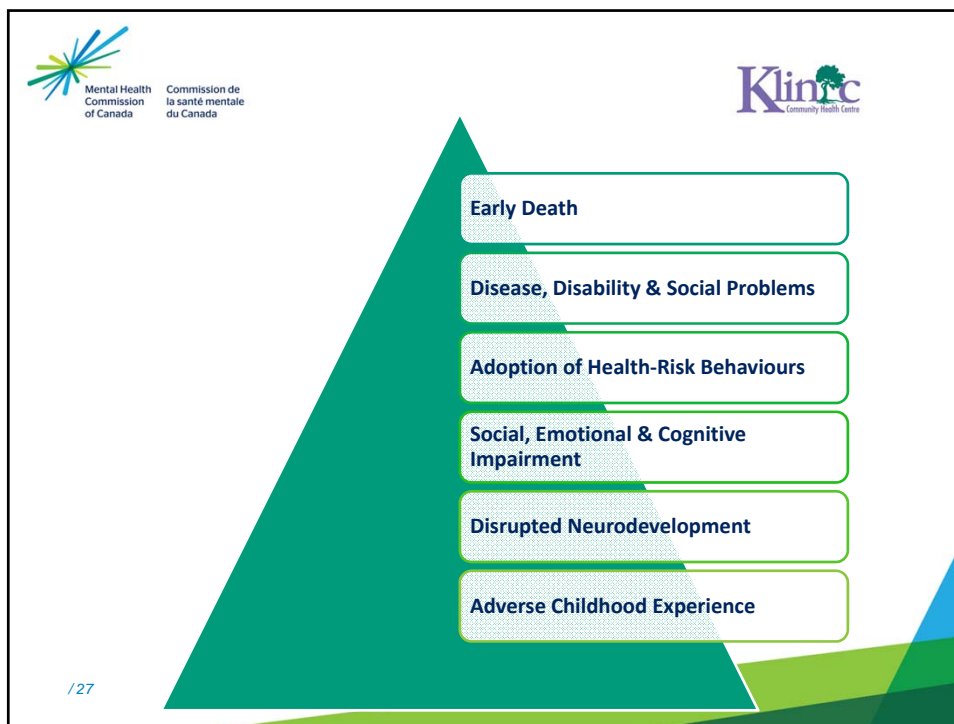 Mental Health
Commission
of Canada
Commission de
la santé mentale
du Canada
Klinic
Community Health Centre
Early Death
Disease, Disability & Social Problems
Adoption of Health-Risk Behaviours
Social, Emotional & Cognitive
Impairment
Disrupted Neurodevelopment
Adverse Childhood Experience
/ 27